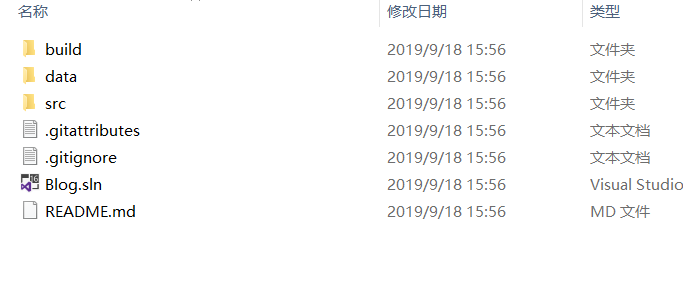 名称 修改日期 类型
build 2019/9/18 15:56 文件夹
data 2019/9/18 15:56 文件夹
src 2019/9/18 15:56 文件夹
.gitattributes 2019/9/18 15:56 文本文档
.gitignore 2019/9/18 15:56 文本文档
Blog.sln 2019/9/18 15:56 Visual Studio
README.md 2019/9/18 15:56 MD 文件